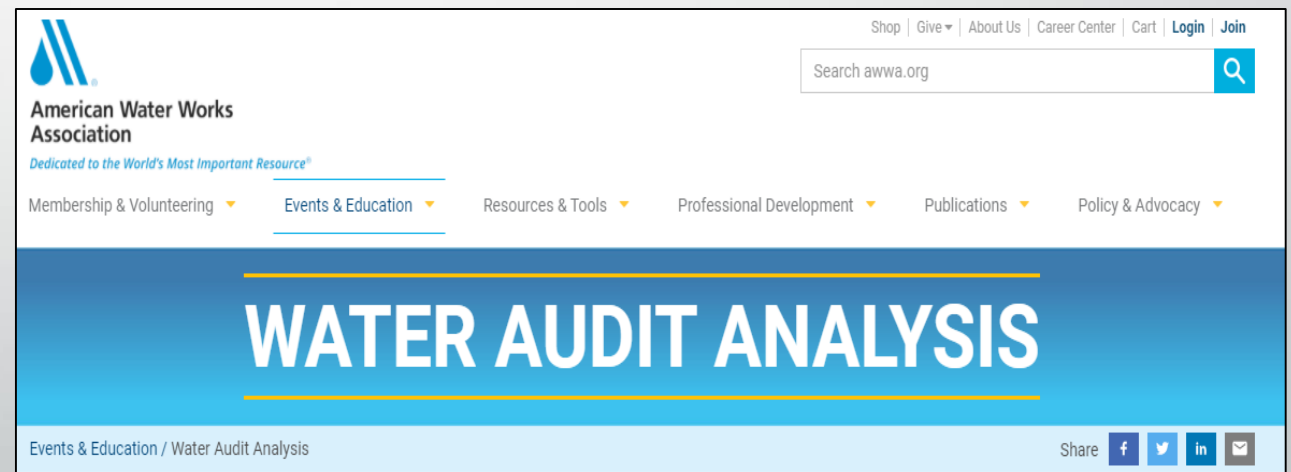 Shop | Give | About Us | Career Center | Cart | Login | Join
Search awwa.org
American Water Works
Association
Dedicated to the World's Most Important Resource®
Membership & Volunteering Events & Education Resources & Tools Professional Development Publications Policy & Advocacy
WATER AUDIT ANALYSIS
Events & Education / Water Audit Analysis
Share f in